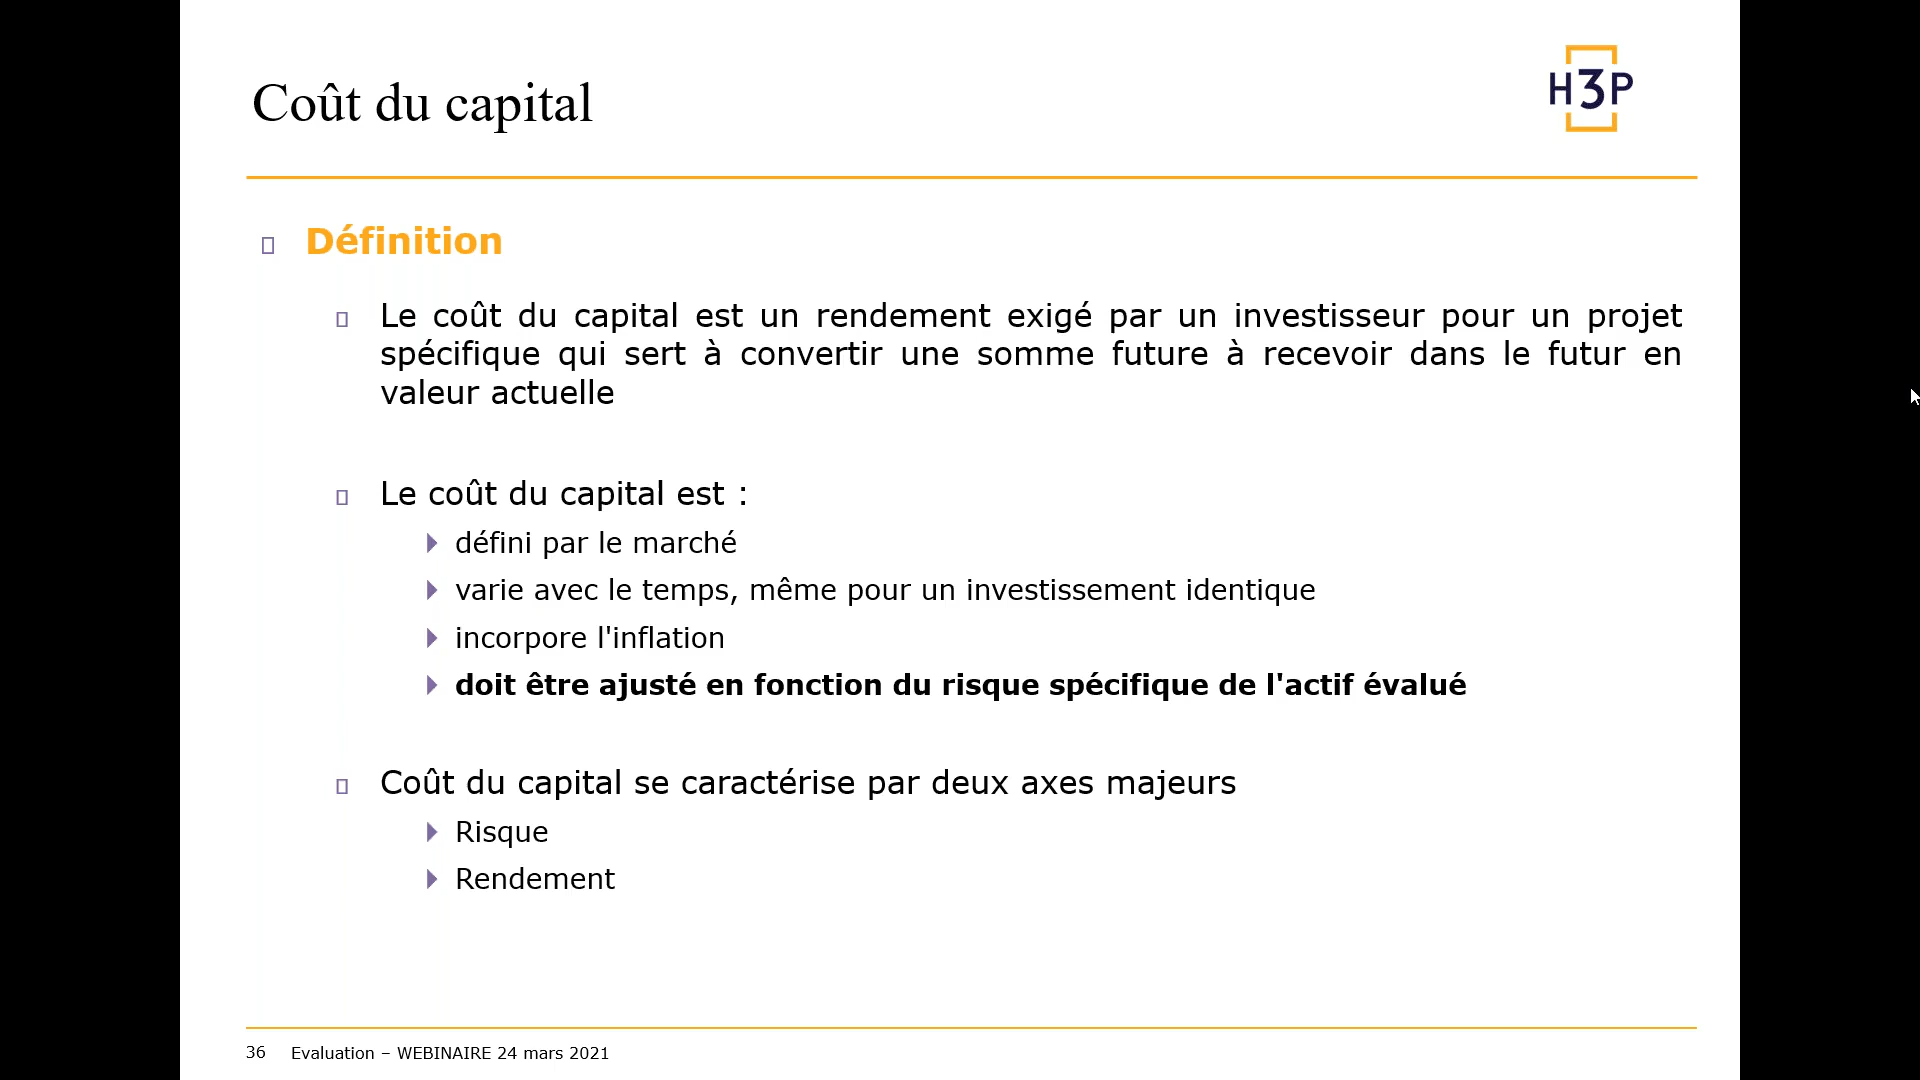 Coût du capital
H3P
Définition
Le coût du capital est un rendement exigé par un investisseur pour un projet
spécifique qui sert à convertir une somme future à recevoir dans le futur en
valeur actuelle
Le coût du capital est :
défini par le marché
varie avec le temps, même pour un investissement identique
incorpore l'inflation
doit être ajusté en fonction du risque spécifique de l'actif évalué
Coût du capital se caractérise par deux axes majeurs
Risque
Rendement
36 Evaluation – WEBINAIRE 24 mars 2021